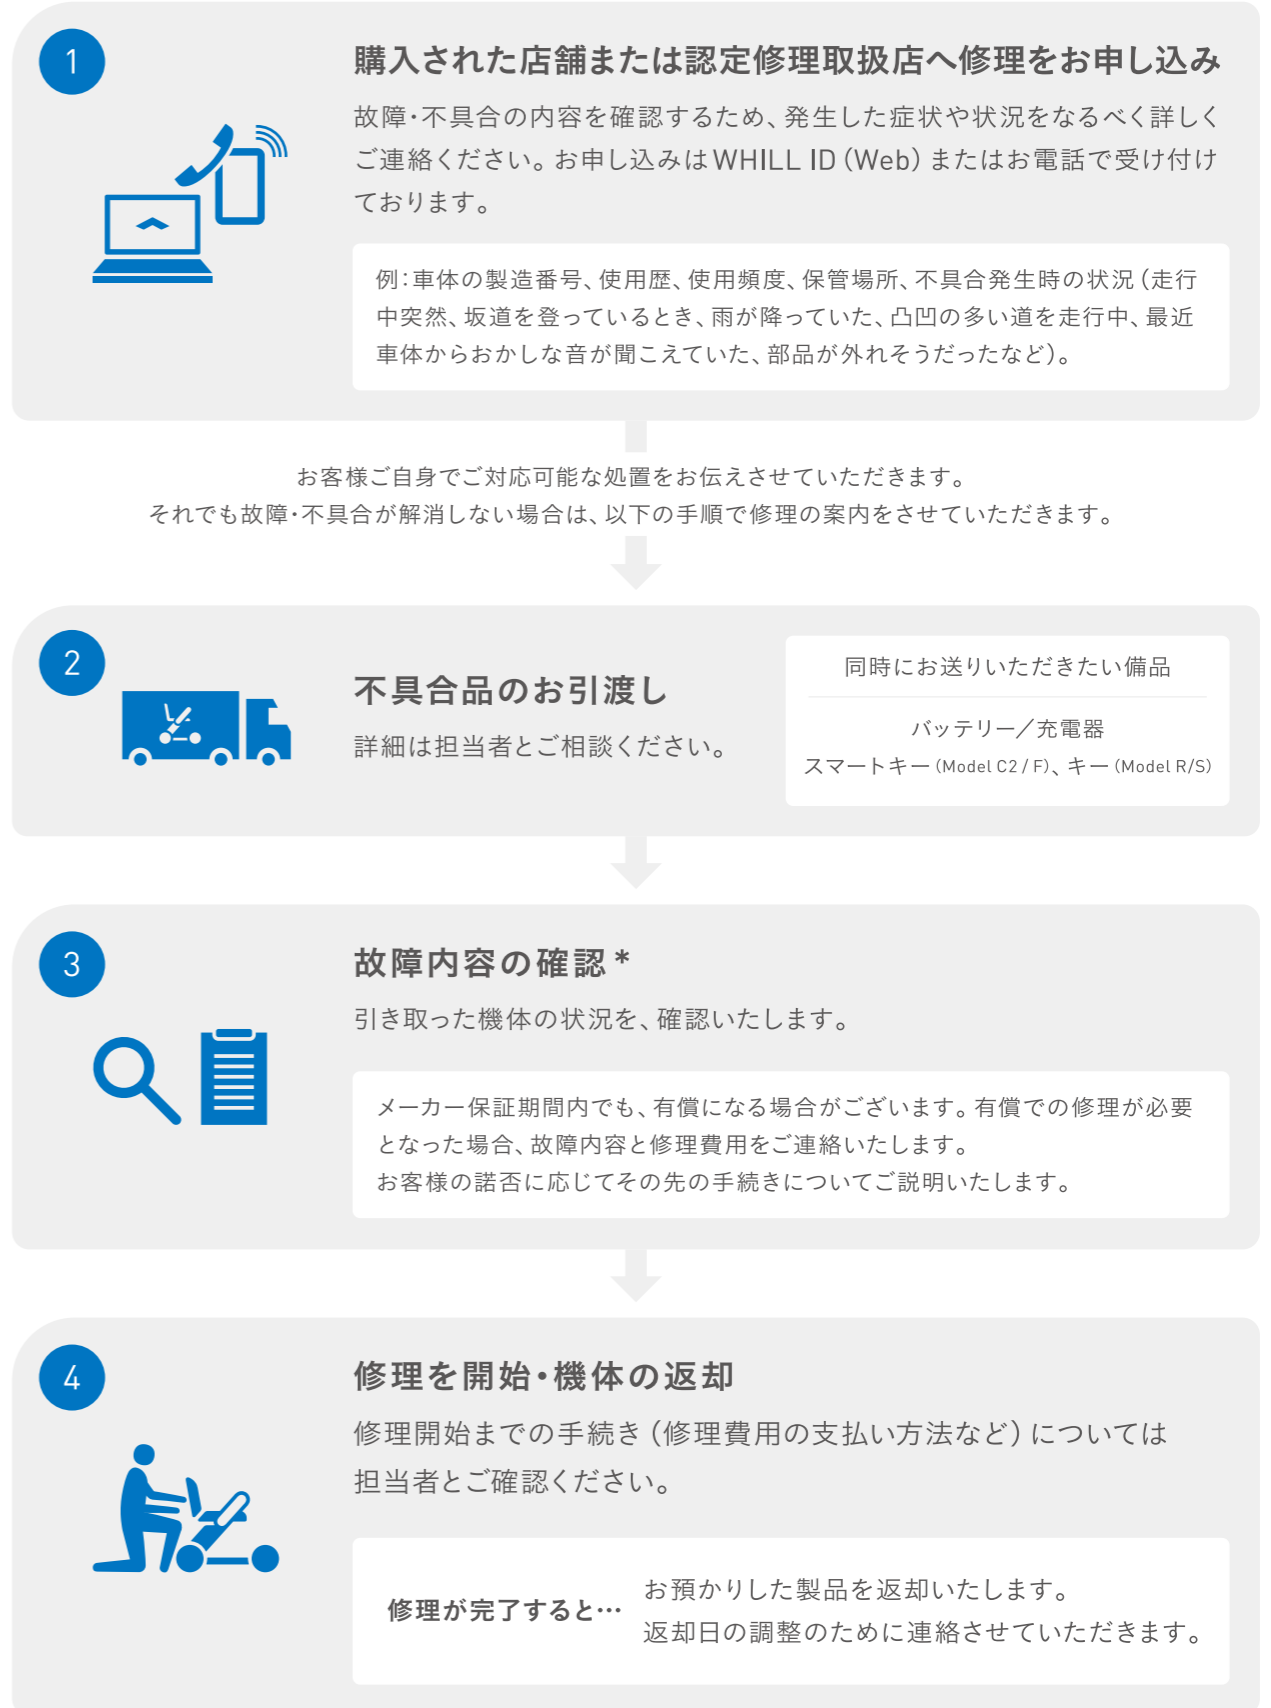 1
購入された店舗または認定修理取扱店へ修理をお申し込み
故障・不具合の内容を確認するため、発生した症状や状況をなるべく詳しく
ご連絡ください。お申し込みはWHILL ID（Web）またはお電話で受け付け
ております。
例：車体の製造番号、使用歴、使用頻度、保管場所、不具合発生時の状況（走行
中突然、坂道を登っているとき、雨が降っていた、凸凹の多い道を走行中、最近
車体からおかしな音が聞こえていた、部品が外れそうだったなど）。
お客様ご自身でご対応可能な処置をお伝えさせていただきます。
それでも故障・不具合が解消しない場合は、以下の手順で修理の案内をさせていただきます。
2
不具合品のお引渡し
詳細は担当者とご相談ください。
同時にお送りいただきたい備品
バッテリー／充電器
スマートキー（Model C2 / F）、キー（Model R/S）
3
故障内容の確認*
引き取った機体の状況を、確認いたします。
メーカー保証期間内でも、有償になる場合がございます。有償での修理が必要
となった場合、故障内容と修理費用をご連絡いたします。
お客様の諾否に応じてその先の手続きについてご説明いたします。
4
修理を開始・機体の返却
修理開始までの手続き（修理費用の支払い方法など）については
担当者とご確認ください。
修理が完了すると…
お預かりした製品を返却いたします。
返却日の調整のために連絡させていただきます。